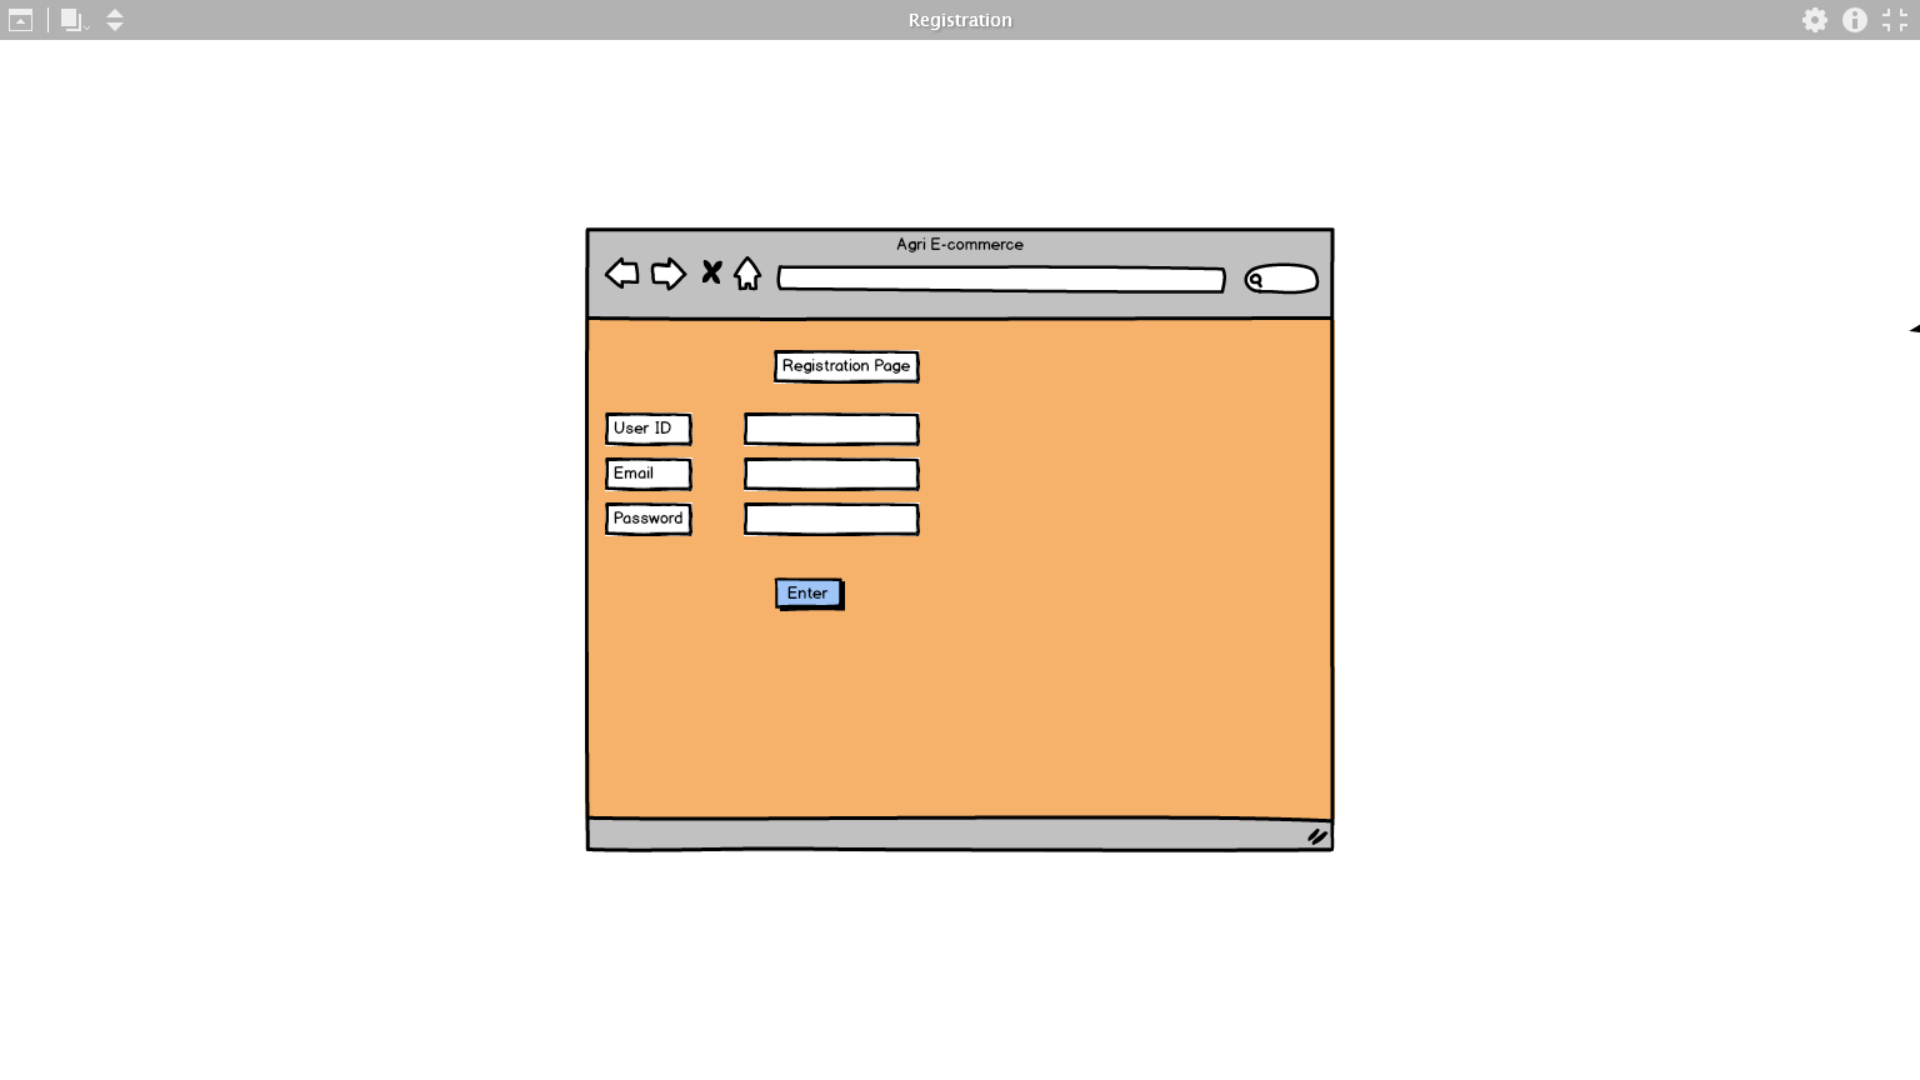 Registration
Agri E-commerce
Registration Page
User ID
Email
Password
Enter